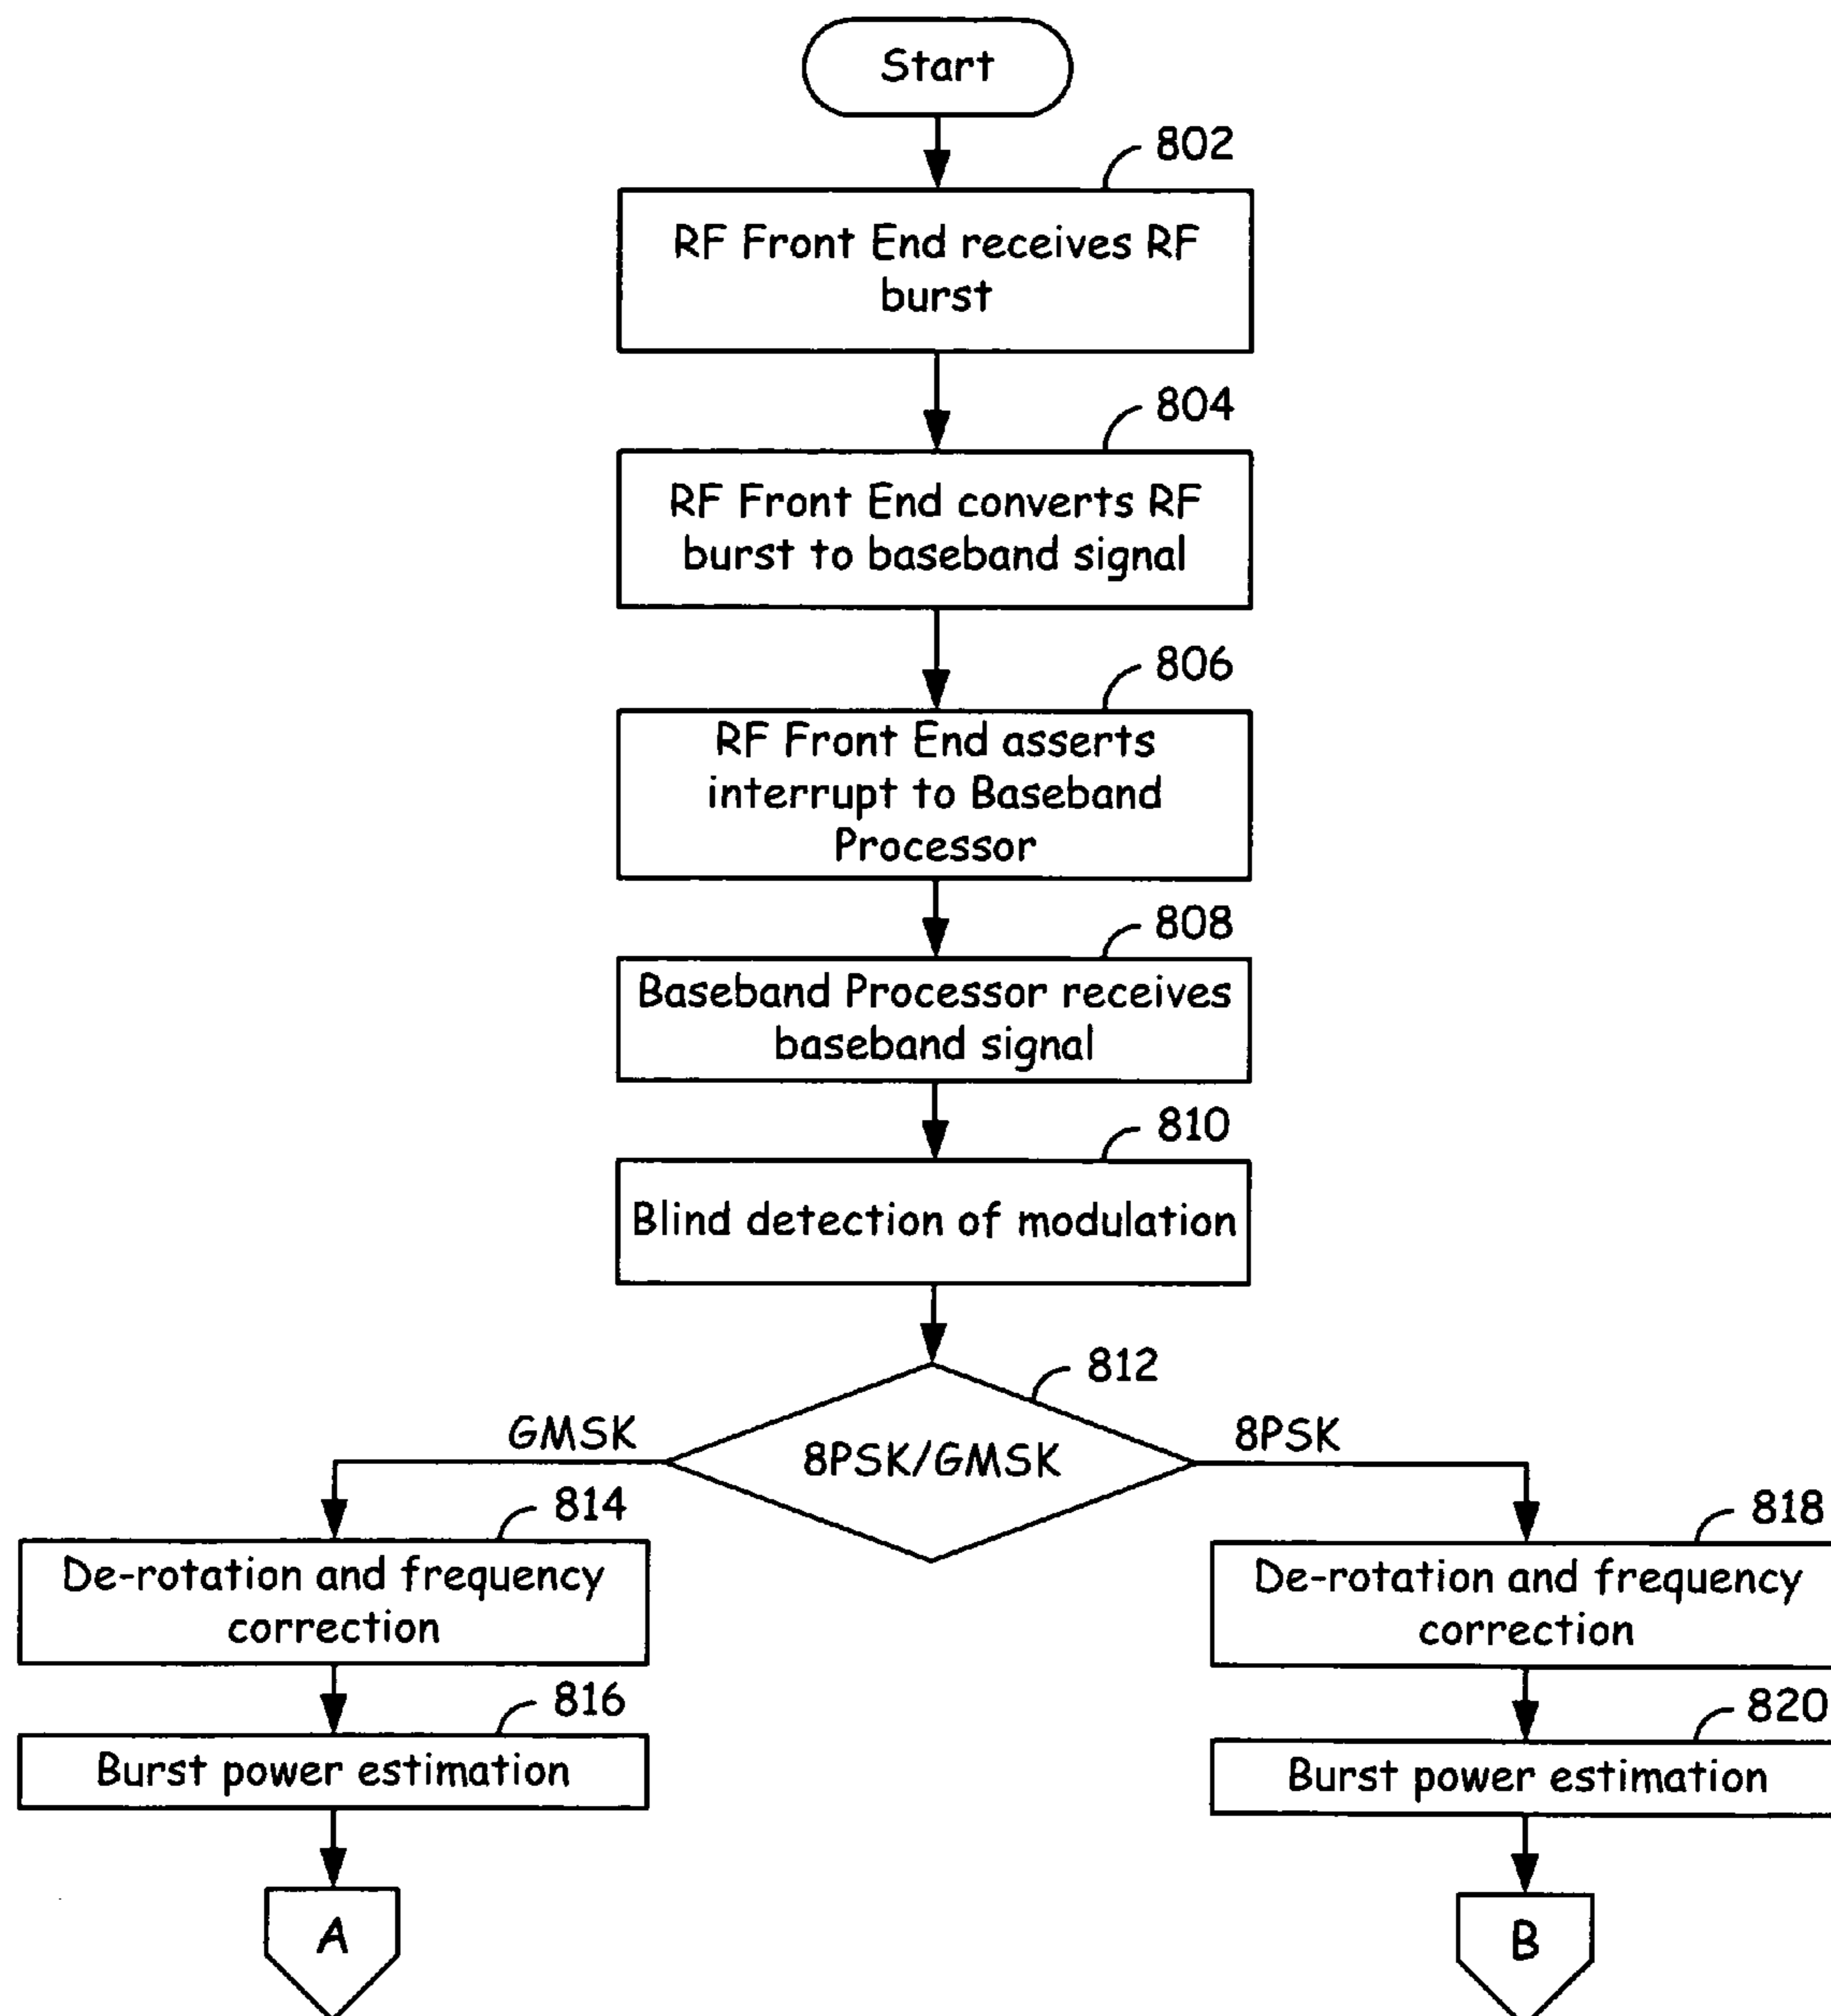 Start
802
RF Front End receives RF
burst
804
RF Front End converts RF
burst to baseband signal
806
RF Front End asserts
interrupt to Baseband
Processor
808
Baseband Processor receives
baseband signal
810
Blind detection of modulation
812
GMSK
8PSK/GMSK
8PSK
814
De-rotation and frequency
correction
818
De-rotation and frequency
correction
816
Burst power estimation
820
Burst power estimation
A
B